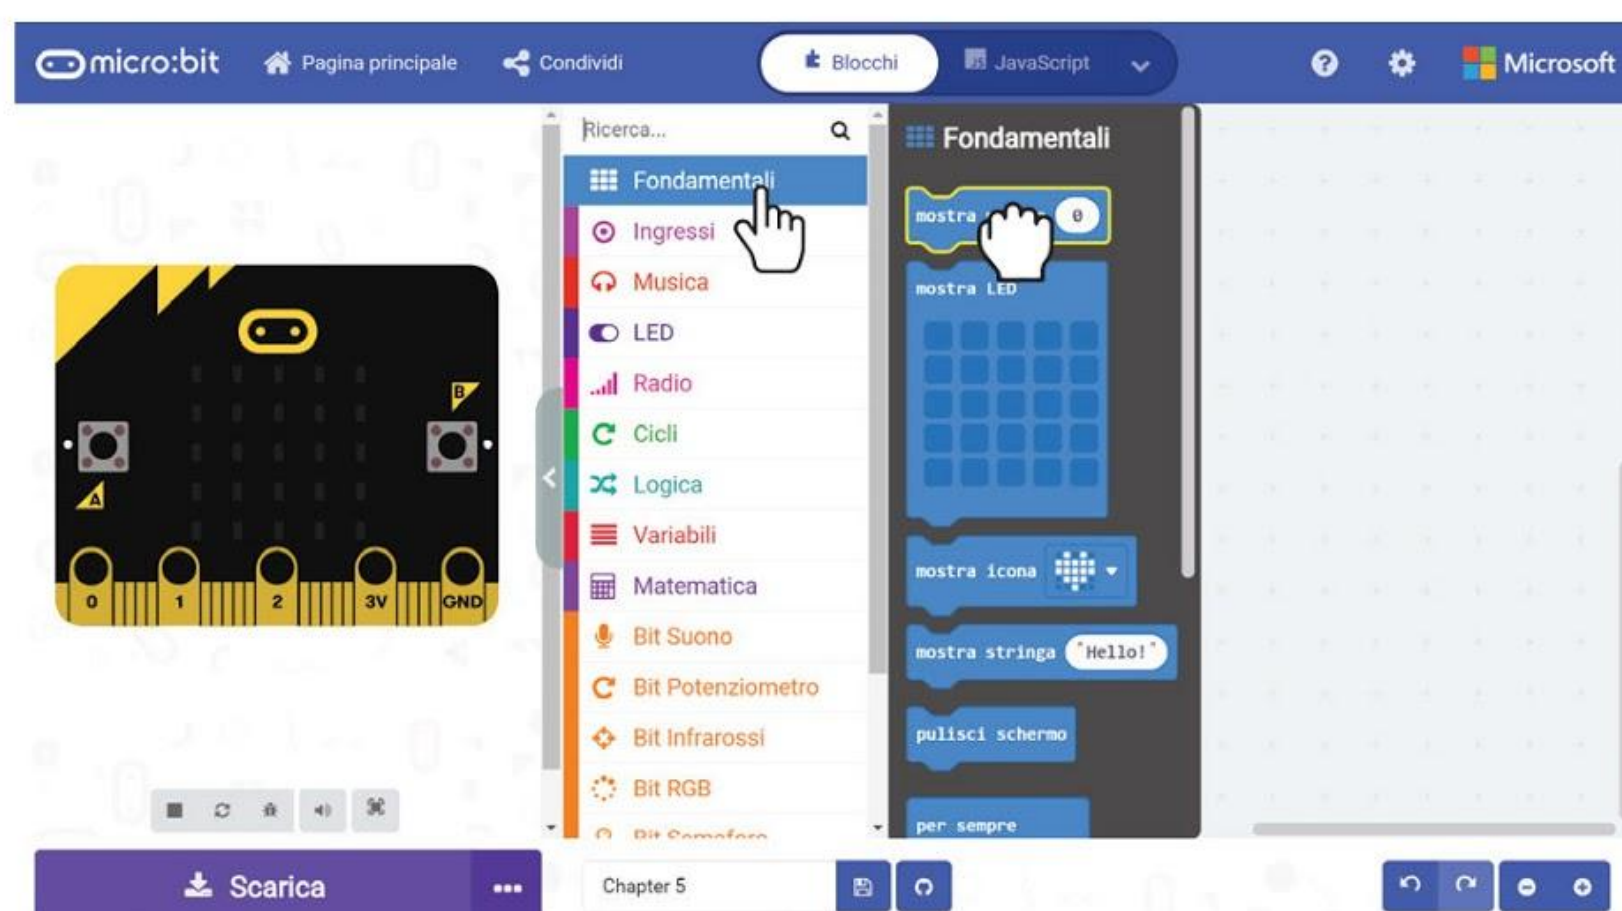 micro:bit
Pagina principale
Condividi
Blocchi
JavaScript
Microsoft
Ricerca...
Fondamentali
Ingressi
Musica
LED
Radio
Cicli
Logica
Variabili
Matematica
Bit Suono
Bit Potenziometro
Bit Infrarossi
Bit RGB
Bit Semaforo
Fondamentali
mostra 0
mostra LED
mostra icona
mostra stringa "Hello!"
pulisci schermo
per sempre
B
A
0 1 2 3V GND
Scarica
Chapter 5